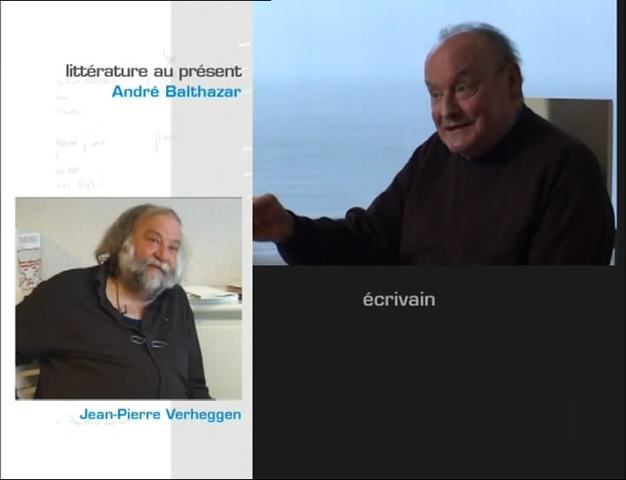 littérature au présent
André Balthazar
Jean-Pierre Verheggen
écrivain